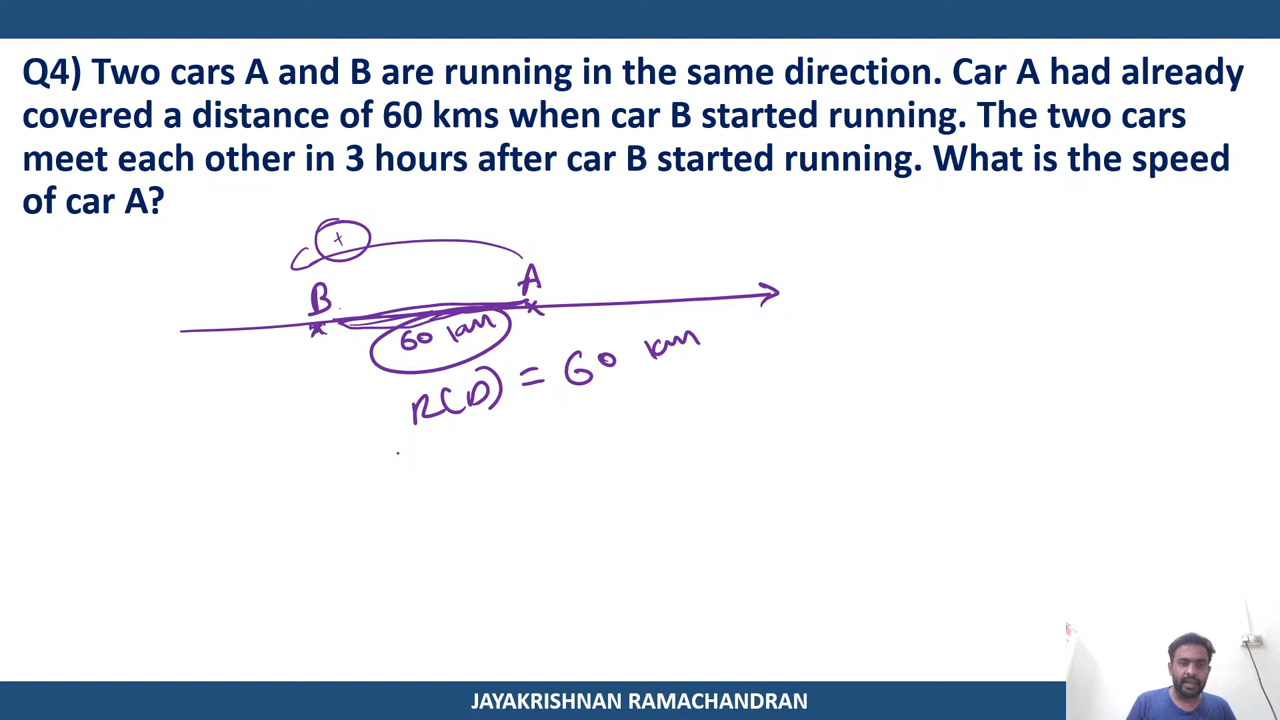 Q4) Two cars A and B are running in the same direction. Car A had already
covered a distance of 60 kms when car B started running. The two cars
meet each other in 3 hours after car B started running. What is the speed
of car A?
+
B A
60 km
R(D) = 60 km
JAYAKRISHNAN RAMACHANDRAN